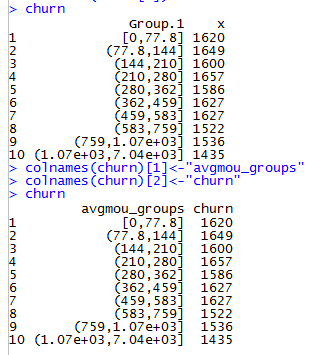 > churn
Group.1 x
1 [0,77.8] 1620
2 (77.8,144] 1649
3 (144,210] 1600
4 (210,280] 1657
5 (280,362] 1586
6 (362,459] 1627
7 (459,583] 1627
8 (583,759] 1522
9 (759,1.07e+03] 1536
10 (1.07e+03,7.04e+03] 1435
> colnames(churn)[1]<-"avgmou_groups"
> colnames(churn)[2]<-"churn"
> churn
avgmou_groups churn
1 [0,77.8] 1620
2 (77.8,144] 1649
3 (144,210] 1600
4 (210,280] 1657
5 (280,362] 1586
6 (362,459] 1627
7 (459,583] 1627
8 (583,759] 1522
9 (759,1.07e+03] 1536
10 (1.07e+03,7.04e+03] 1435